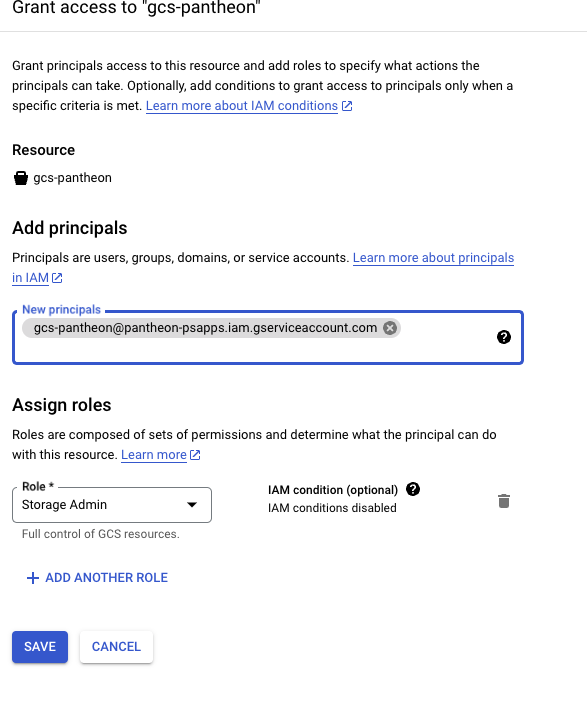 Grant access to "gcs-pantheon"
Grant principals access to this resource and add roles to specify what actions the
principals can take. Optionally, add conditions to grant access to principals only when a
specific criteria is met. Learn more about IAM conditions
Resource
gcs-pantheon
Add principals
Principals are users, groups, domains, or service accounts. Learn more about principals
in IAM
New principals
gcs-pantheon@pantheon-psapps.iam.gserviceaccount.com
Assign roles
Roles are composed of sets of permissions and determine what the principal can do
with this resource. Learn more
Role *
Storage Admin
IAM condition (optional)
IAM conditions disabled
Full control of GCS resources.
ADD ANOTHER ROLE
SAVE
CANCEL